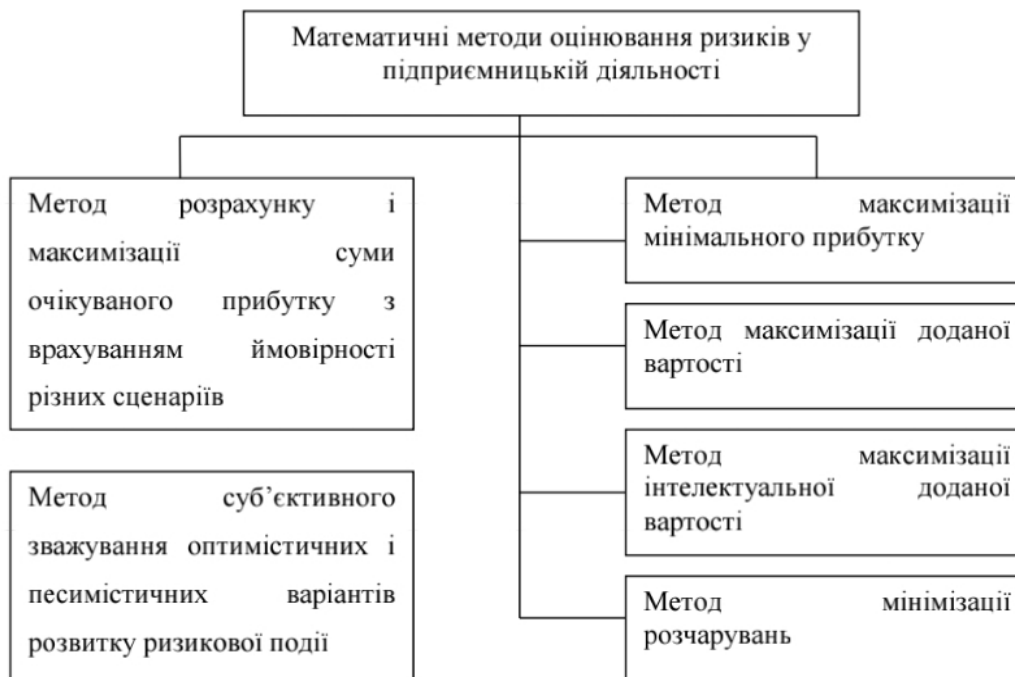 Математичні методи оцінювання ризиків у
підприємницькій діяльності
Метод розрахунку і
максимізації суми
очікуваного прибутку з
врахуванням ймовірності
різних сценаріїв
Метод суб’єктивного
зважування оптимістичних і
песимістичних варіантів
розвитку ризикової події
Метод максимізації
мінімального прибутку
Метод максимізації доданої
вартості
Метод максимізації
інтелектуальної доданої
вартості
Метод мінімізації
розчарувань